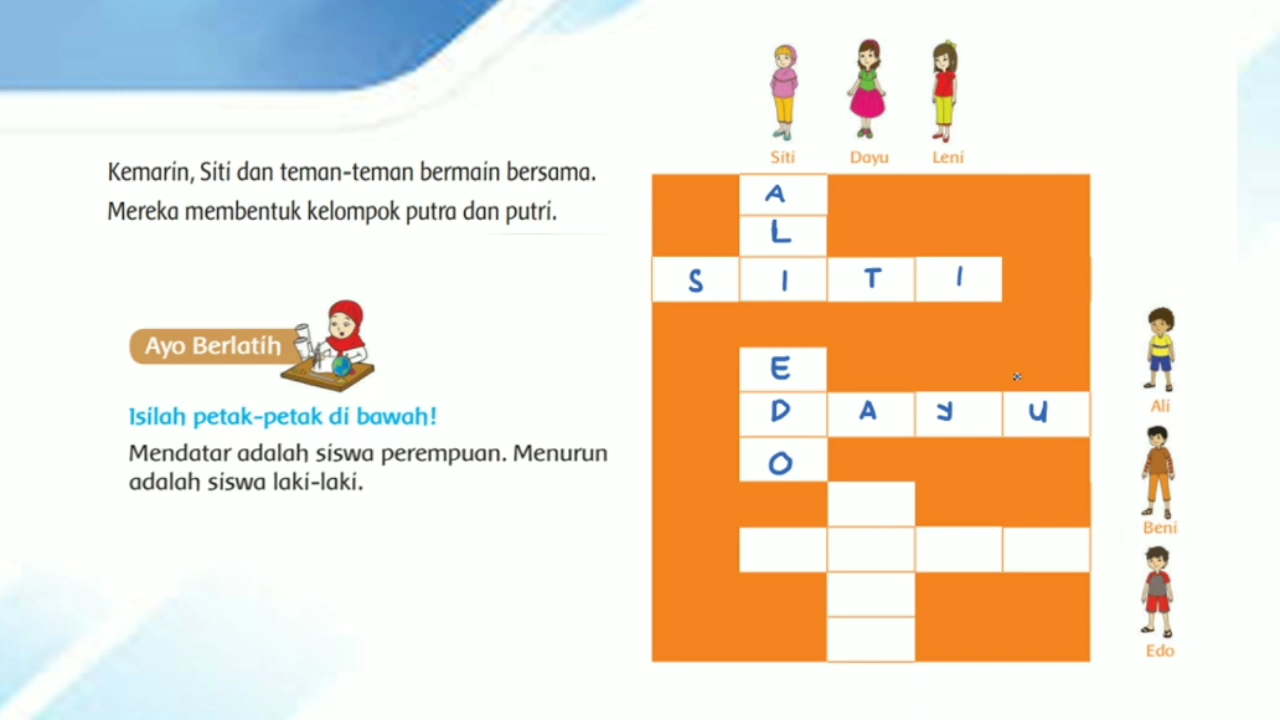 Kemarin, Siti dan teman-teman bermain bersama.
Mereka membentuk kelompok putra dan putri.
Ayo Berlatih
Isilah petak-petak di bawah!
Mendatar adalah siswa perempuan. Menurun
adalah siswa laki-laki.
Siti Dayu Leni
A
L
S I T I
E
D A Y U
O
Ali
Beni
Edo